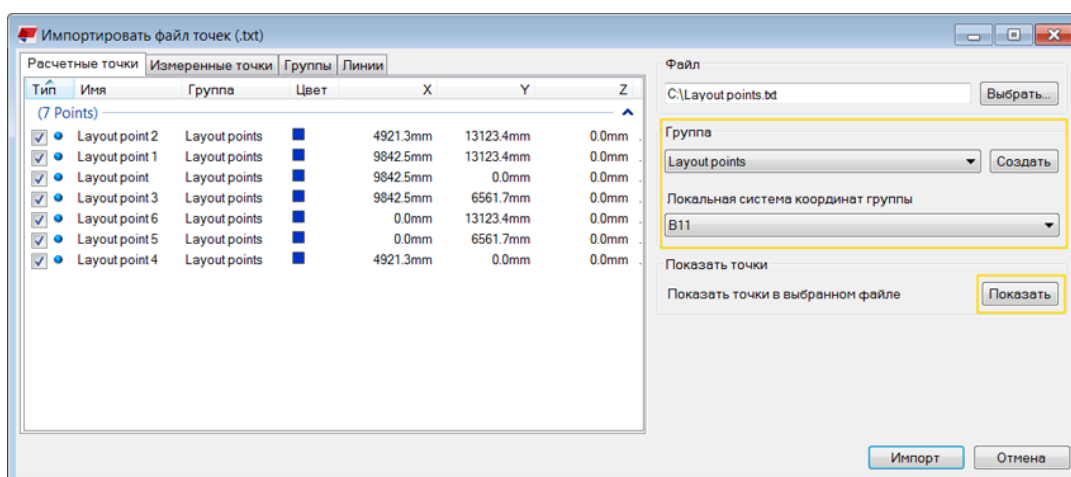 Импортировать файл точек (.txt)
Расчетные точки Измеренные точки Группы Линии
Тип Имя Группа Цвет X Y Z
(7 Points)
Layout point 2 Layout points 4921.3mm 13123.4mm 0.0mm
Layout point 1 Layout points 9842.5mm 13123.4mm 0.0mm
Layout point Layout points 9842.5mm 0.0mm 0.0mm
Layout point 3 Layout points 9842.5mm 6561.7mm 0.0mm
Layout point 6 Layout points 0.0mm 13123.4mm 0.0mm
Layout point 5 Layout points 0.0mm 6561.7mm 0.0mm
Layout point 4 Layout points 4921.3mm 0.0mm 0.0mm
Файл
C:\Layout points.txt Выбрать...
Группа
Layout points Создать
Локальная система координат группы
B11
Показать точки
Показать точки в выбранном файле Показать
Импорт Отмена